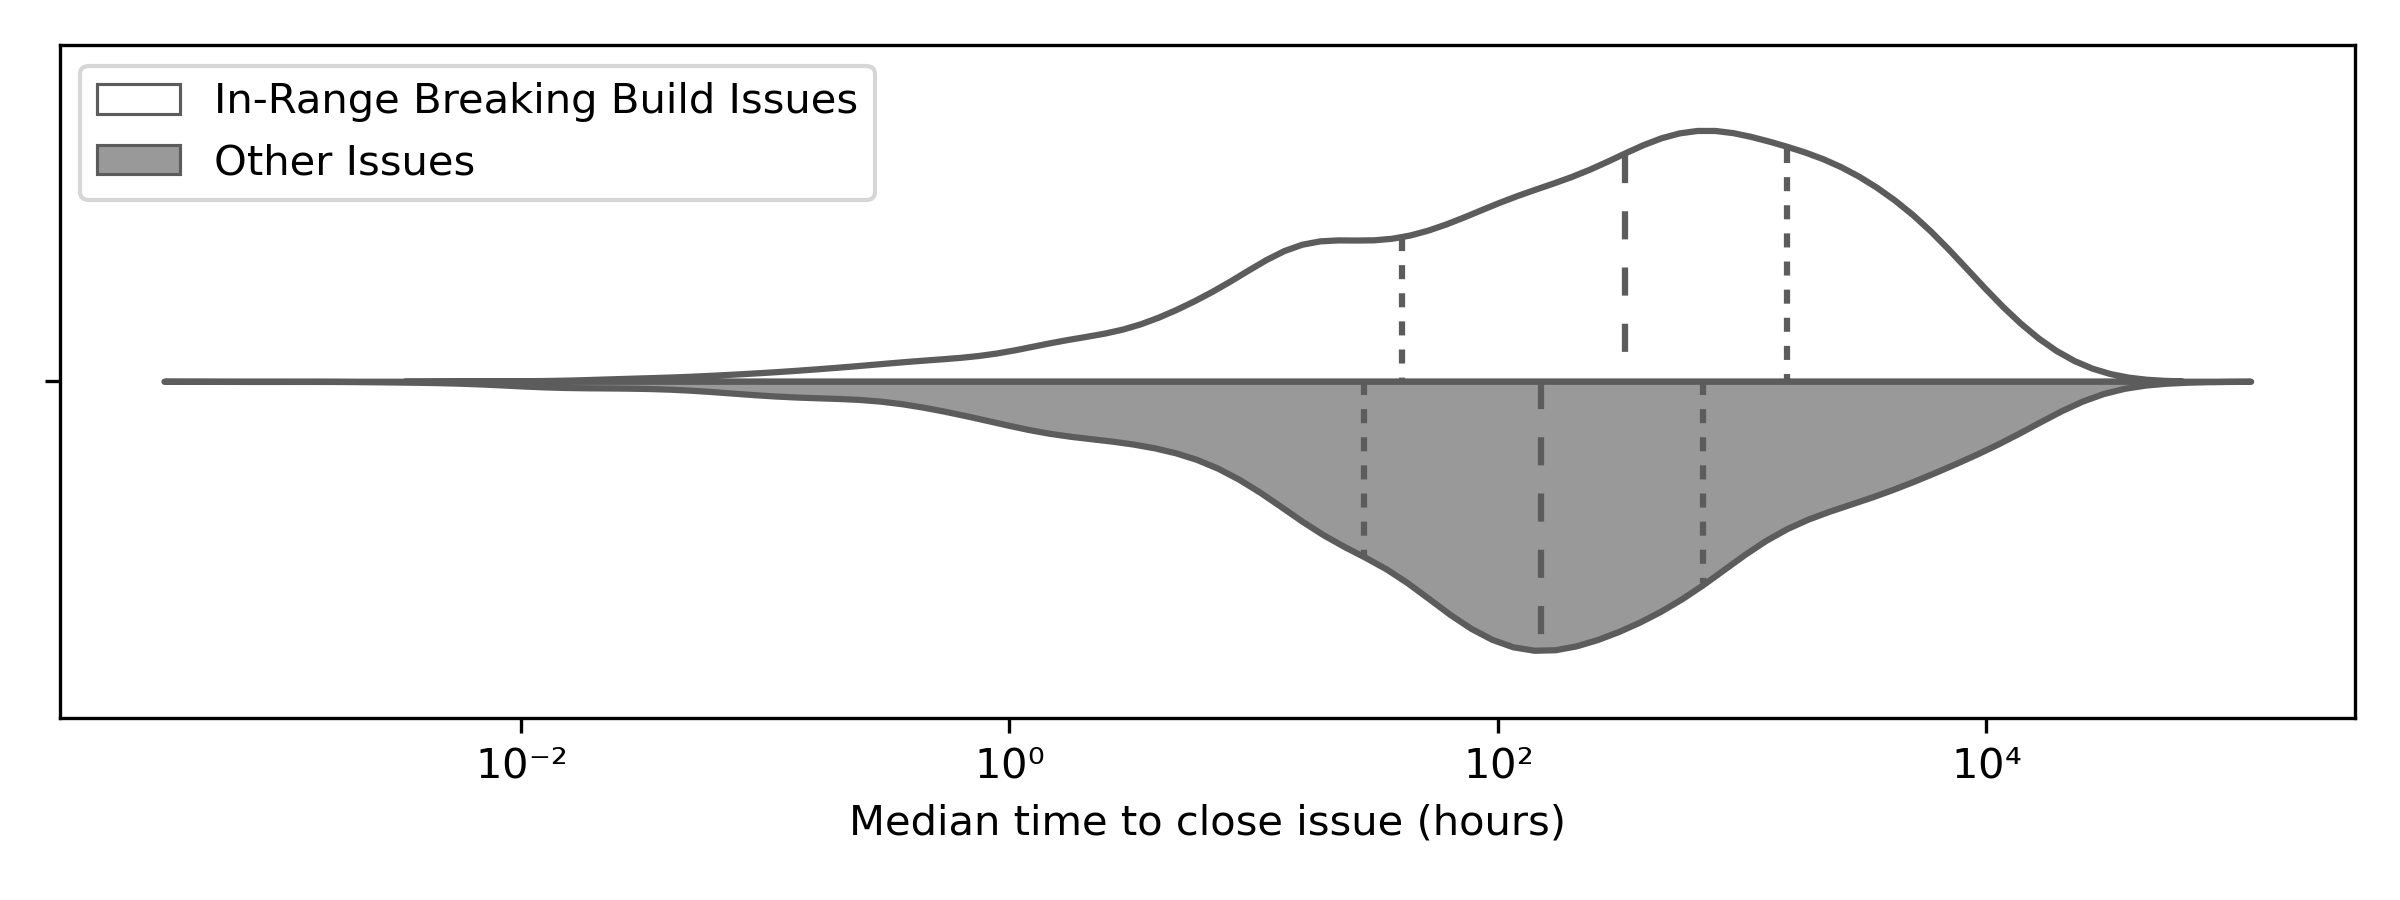 In-Range Breaking Build Issues
Other Issues
10⁻² 10⁰ 10² 10⁴
Median time to close issue (hours)